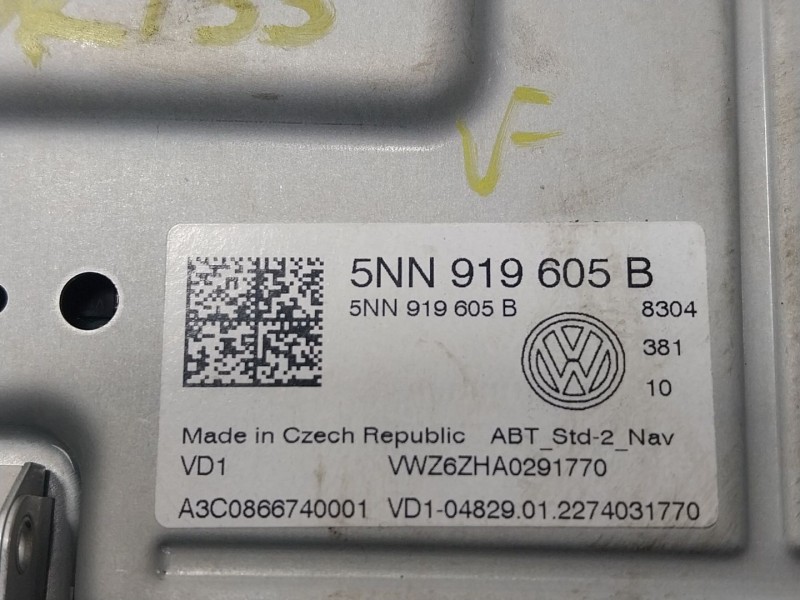 V-
5NN 919 605 B
5NN 919 605 B
8304
381
10
Made in Czech Republic ABT_Std-2_Nav
VD1 VWZ6ZHA0291770
A3C0866740001 VD1-04829.01.2274031770